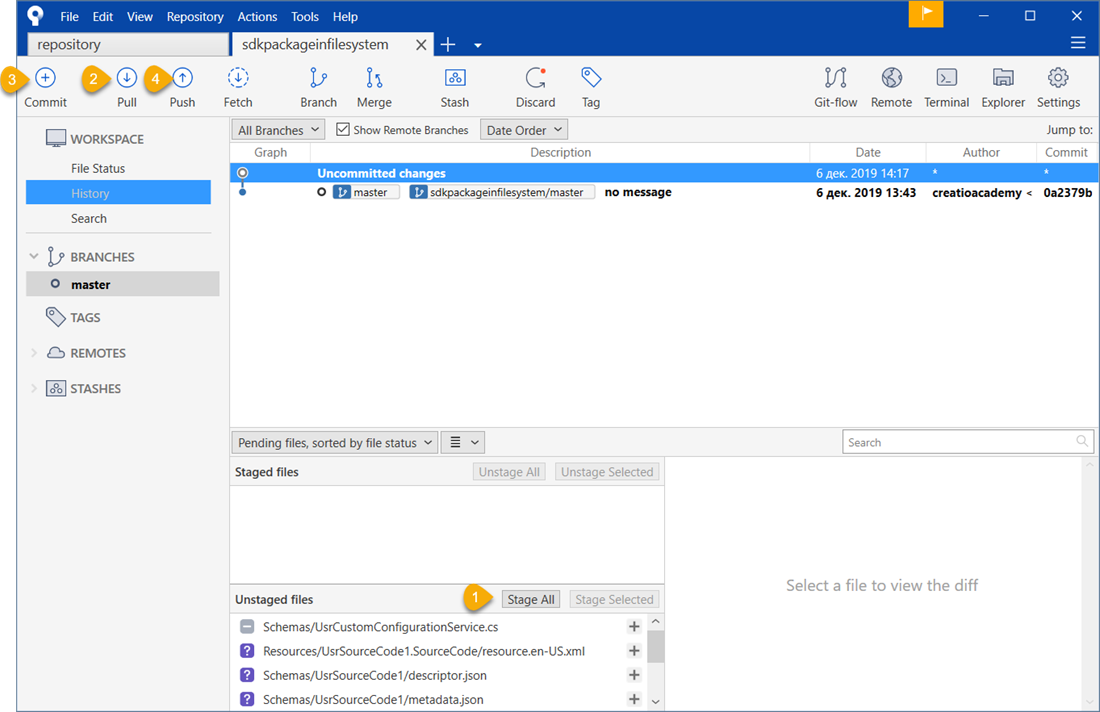 File Edit View Repository Actions Tools Help
repository sdkpackageinfilesystem
3 2 4
Commit Pull Push Fetch Branch Merge Stash Discard Tag Git-flow Remote Terminal Explorer Settings
WORKSPACE
File Status
History
Search
BRANCHES
master
TAGS
REMOTES
STASHES
All Branches Show Remote Branches Date Order Jump to:
Graph Description Date Author Commit
Uncommitted changes 6 дек. 2019 14:17 * *
master sdkpackageinfilesystem/master no message 6 дек. 2019 13:43 creatioacademy < 0a2379b
Pending files, sorted by file status Search
Staged files Unstage All Unstage Selected
Select a file to view the diff
Unstaged files 1 Stage All Stage Selected
Schemas/UsrCustomConfigurationService.cs
? Resources/UsrSourceCode1.SourceCode/resource.en-US.xml
? Schemas/UsrSourceCode1/descriptor.json
? Schemas/UsrSourceCode1/metadata.json